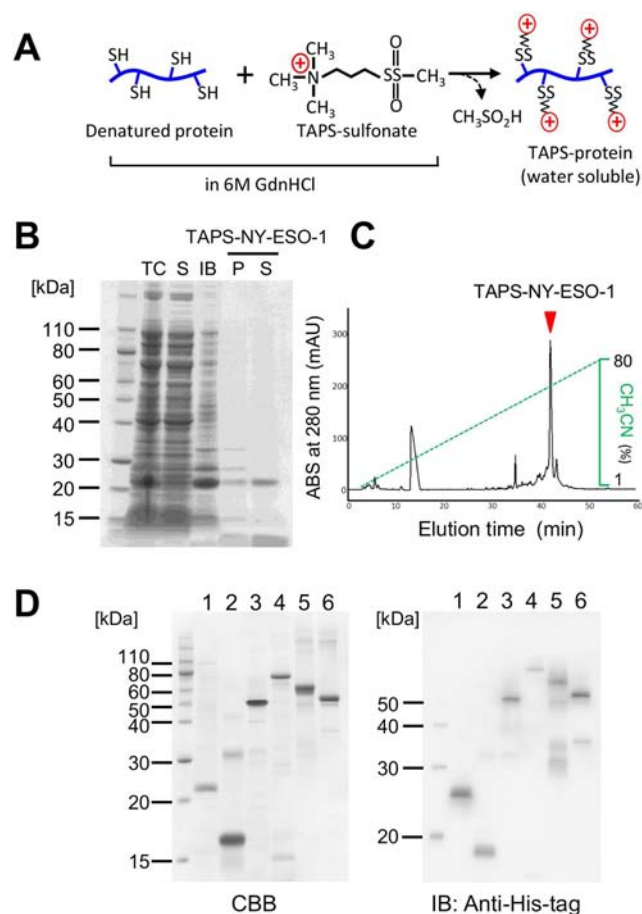 A
SH SH
SH SH
Denatured protein
+
CH₃
CH₃ N
CH₃
O
SS CH₃
O
TAPS-sulfonate
CH₃SO₂H
SS SS
SS SS
TAPS-protein
(water soluble)
in 6M GdnHCl
B
TAPS-NY-ESO-1
[kDa] TC S IB P S
110
80
60
50
40
30
20
15
C
TAPS-NY-ESO-1
ABS at 280 nm (mAU)
300
200
100
0
0 10 20 30 40 50 60
Elution time (min)
80
CH₃CN (%)
1
D
[kDa] 1 2 3 4 5 6
110
80
60
50
40
30
20
15
CBB
[kDa] 1 2 3 4 5 6
50
40
30
20
IB: Anti-His-tag